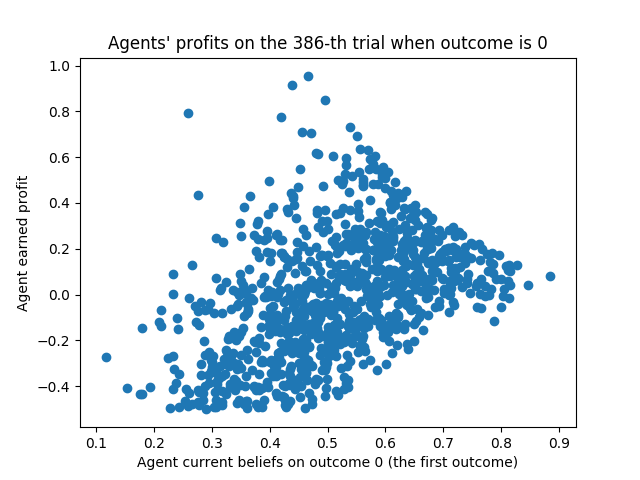 Agents' profits on the 386-th trial when outcome is 0
1.0
0.8
0.6
0.4
0.2
0.0
−0.2
−0.4
Agent earned profit
0.1 0.2 0.3 0.4 0.5 0.6 0.7 0.8 0.9
Agent current beliefs on outcome 0 (the first outcome)